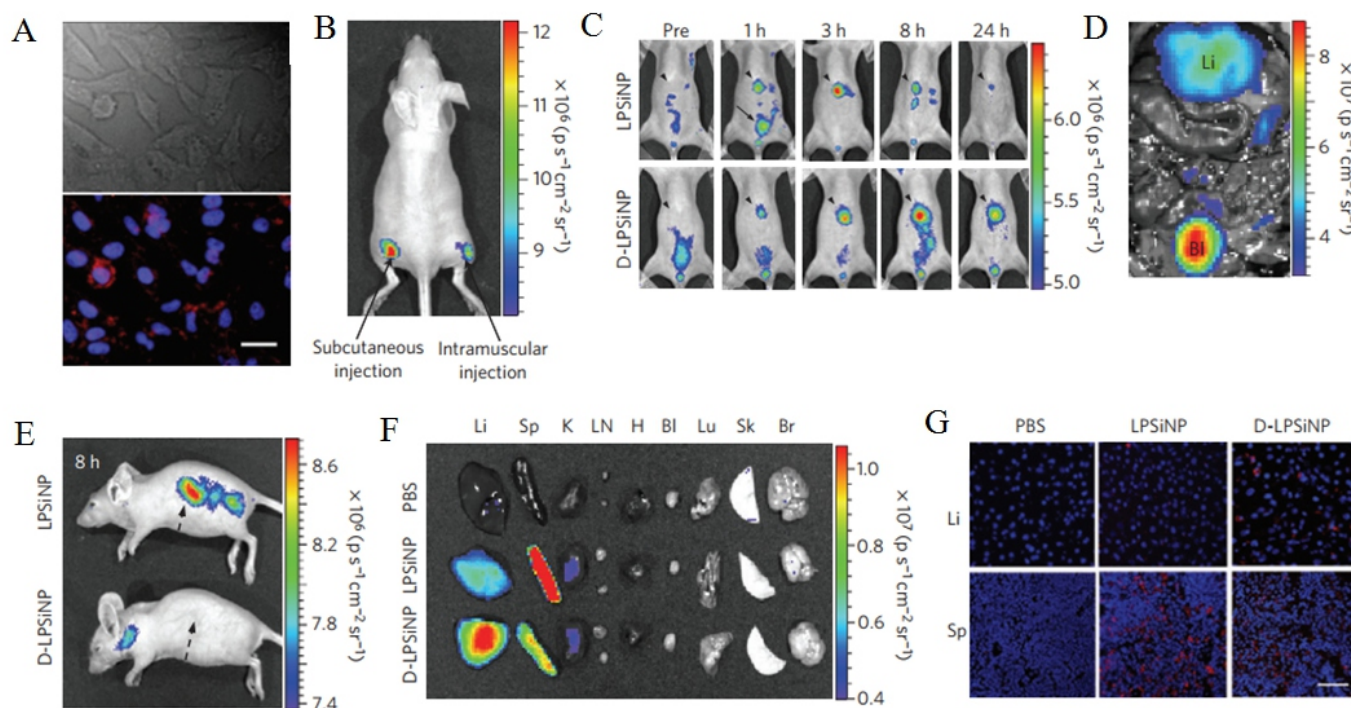 A
B
12
11
10
9
× 10⁶ (p s⁻¹ cm⁻² sr⁻¹)
Subcutaneous injection
Intramuscular injection
C
Pre 1 h 3 h 8 h 24 h
LPSiNP
D-LPSiNP
6.0
5.5
5.0
× 10⁶ (p s⁻¹ cm⁻² sr⁻¹)
D
Li
Bl
8
6
4
E
8 h
LPSiNP
D-LPSiNP
8.6
8.2
7.8
7.4
× 10⁶ (p s⁻¹ cm⁻² sr⁻¹)
F
Li Sp K LN H Bl Lu Sk Br
PBS
LPSiNP
D-LPSiNP
1.0
0.8
0.6
0.4
× 10⁷ (p s⁻¹ cm⁻² sr⁻¹)
G
PBS LPSiNP D-LPSiNP
Li
Sp